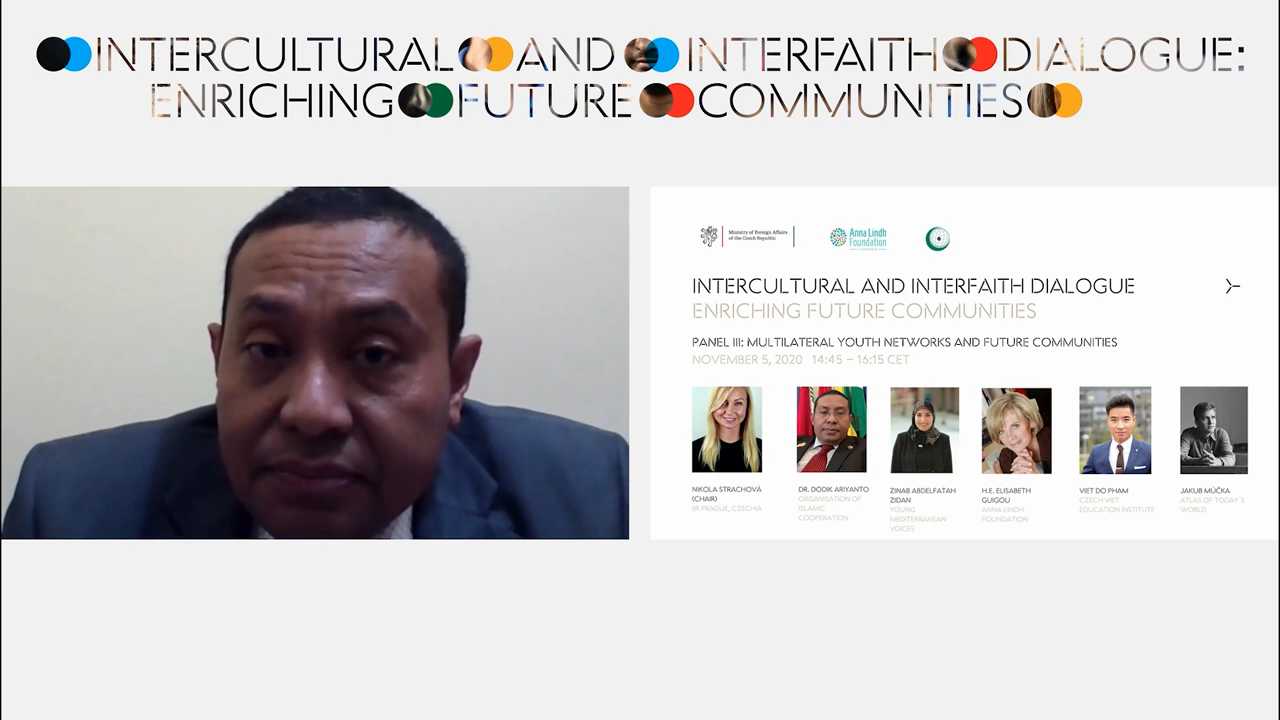 INTERCULTURAL AND INTERFAITH DIALOGUE:
ENRICHING FUTURE COMMUNITIES
Ministry of Foreign Affairs
of the Czech Republic
Anna Lindh
Foundation
INTERCULTURAL AND INTERFAITH DIALOGUE
ENRICHING FUTURE COMMUNITIES
PANEL III: MULTILATERAL YOUTH NETWORKS AND FUTURE COMMUNITIES
NOVEMBER 5, 2020 14:45 – 16:15 CET
NIKOLA STRACHOVÁ
(CHAIR)
IIR PRAGUE, CZECHIA
DR. DODIK ARIYANTO
ORGANISATION OF
ISLAMIC
COOPERATION
ZINAB ABDELFATAH
ZIDAN
YOUNG
MEDITERRANEAN
VOICES
H.E. ELISABETH
GUIGOU
ANNA LINDH
FOUNDATION
VIET DO PHAM
CZECH VIET
EDUCATION INSTITUTE
JAKUB MÚČKA
ATLAS OF TODAY´S
WORLD